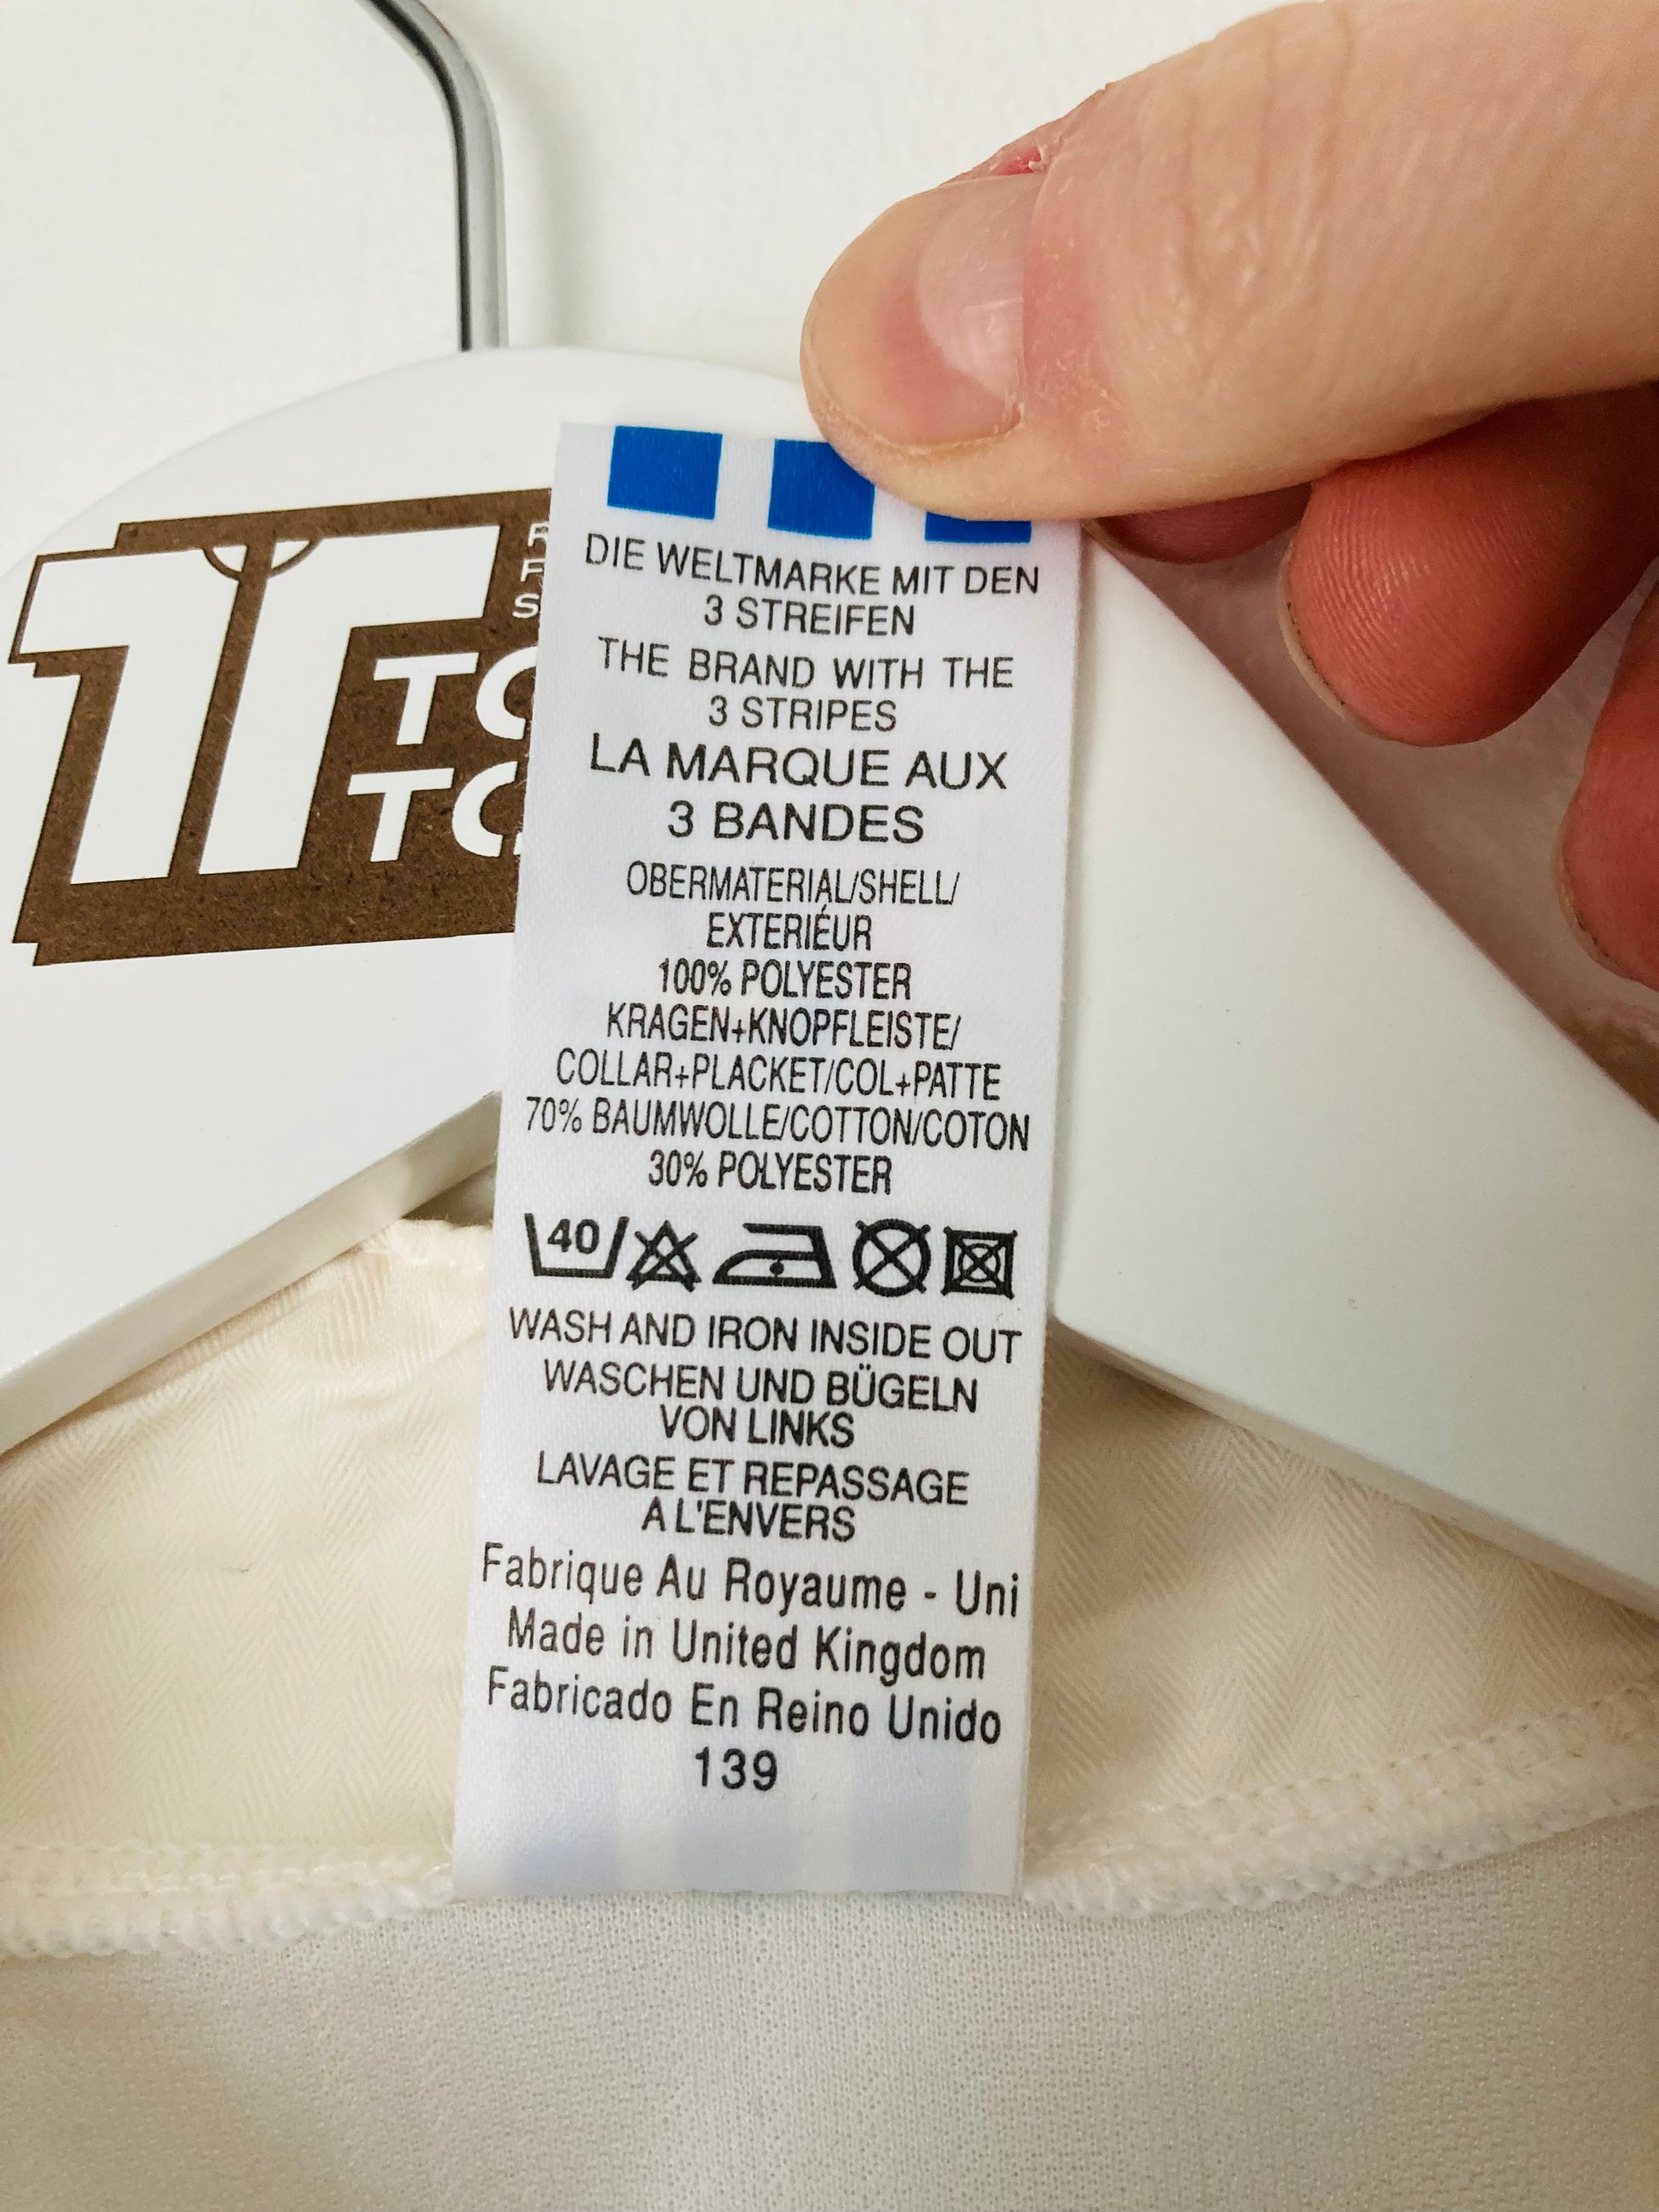 DIE WELTMARKE MIT DEN
3 STREIFEN
THE BRAND WITH THE
3 STRIPES
LA MARQUE AUX
3 BANDES
OBERMATERIAL/SHELL/
EXTERIÉUR
100% POLYESTER
KRAGEN+KNOPFLEISTE/
COLLAR+PLACKET/COL+PATTE
70% BAUMWOLLE/COTTON/COTON
30% POLYESTER
40
WASH AND IRON INSIDE OUT
WASCHEN UND BÜGELN
VON LINKS
LAVAGE ET REPASSAGE
A L'ENVERS
Fabrique Au Royaume - Uni
Made in United Kingdom
Fabricado En Reino Unido
139